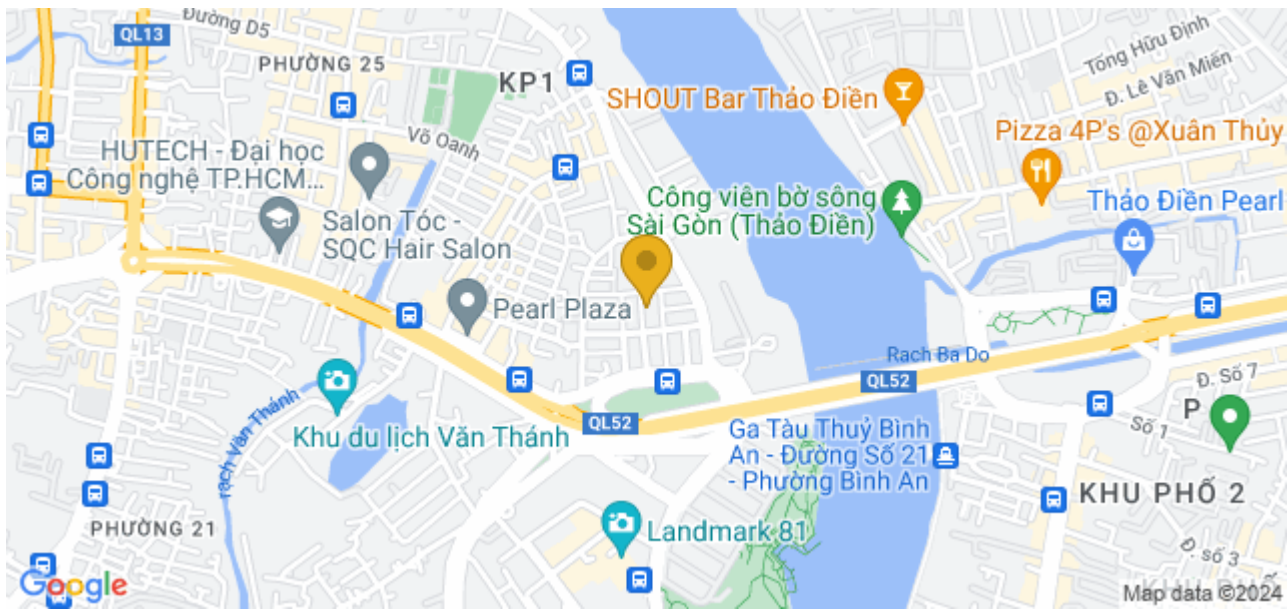 Đường D5
QL13
PHƯỜNG 25
KP1
Võ Oanh
HUTECH - Đại học
Công nghệ TP.HCM...
Salon Tóc -
SQC Hair Salon
Pearl Plaza
SHOUT Bar Thảo Điền
Tống Hữu Định
Đ. Lê Văn Miến
Pizza 4P's @Xuân Thủy
Công viên bờ sông
Sài Gòn (Thảo Điền)
Thảo Điền Pearl
Rach Ba Do
QL52
Đ. Số 7
Số 1
P
rạch Văn Thánh
Khu du lịch Văn Thánh
QL52
Ga Tàu Thuỷ Bình
An - Đường Số 21
- Phường Bình An
KHU PHỐ 2
PHƯỜNG 21
Landmark 81
Đ. số 3
Google
Map data ©2024